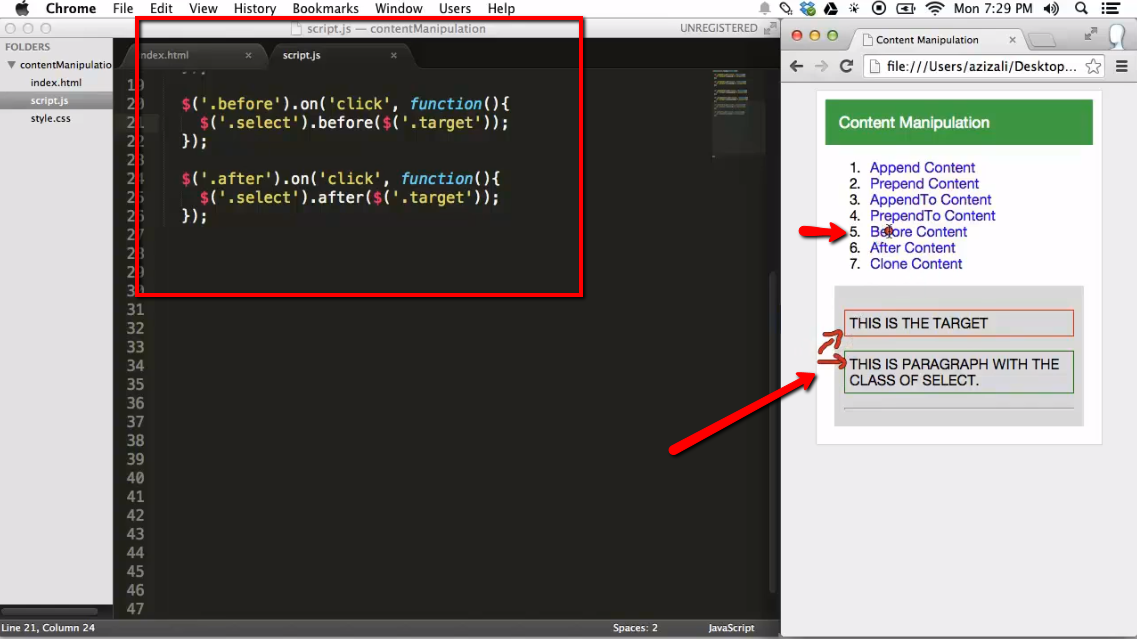 Chrome File Edit View History Bookmarks Window Users Help Mon 7:29 PM
script.js — contentManipulation UNREGISTERED
FOLDERS
contentManipulatio
index.html
script.js
style.css
index.html × script.js ×
19 });
20 $('.before').on('click', function(){
21 $('.select').before($('.target'));
22 });
23
24 $('.after').on('click', function(){
25 $('.select').after($('.target'));
26 });
27
28
29
30
31
32
33
34
35
36
37
38
39
40
41
42
43
44
45
46
47
Line 21, Column 24 Spaces: 2 JavaScript
Content Manipulation ×
file:///Users/azizali/Desktop...
Content Manipulation
1. Append Content
2. Prepend Content
3. AppendTo Content
4. PrependTo Content
5. Before Content
6. After Content
7. Clone Content
THIS IS THE TARGET
THIS IS PARAGRAPH WITH THE
CLASS OF SELECT.